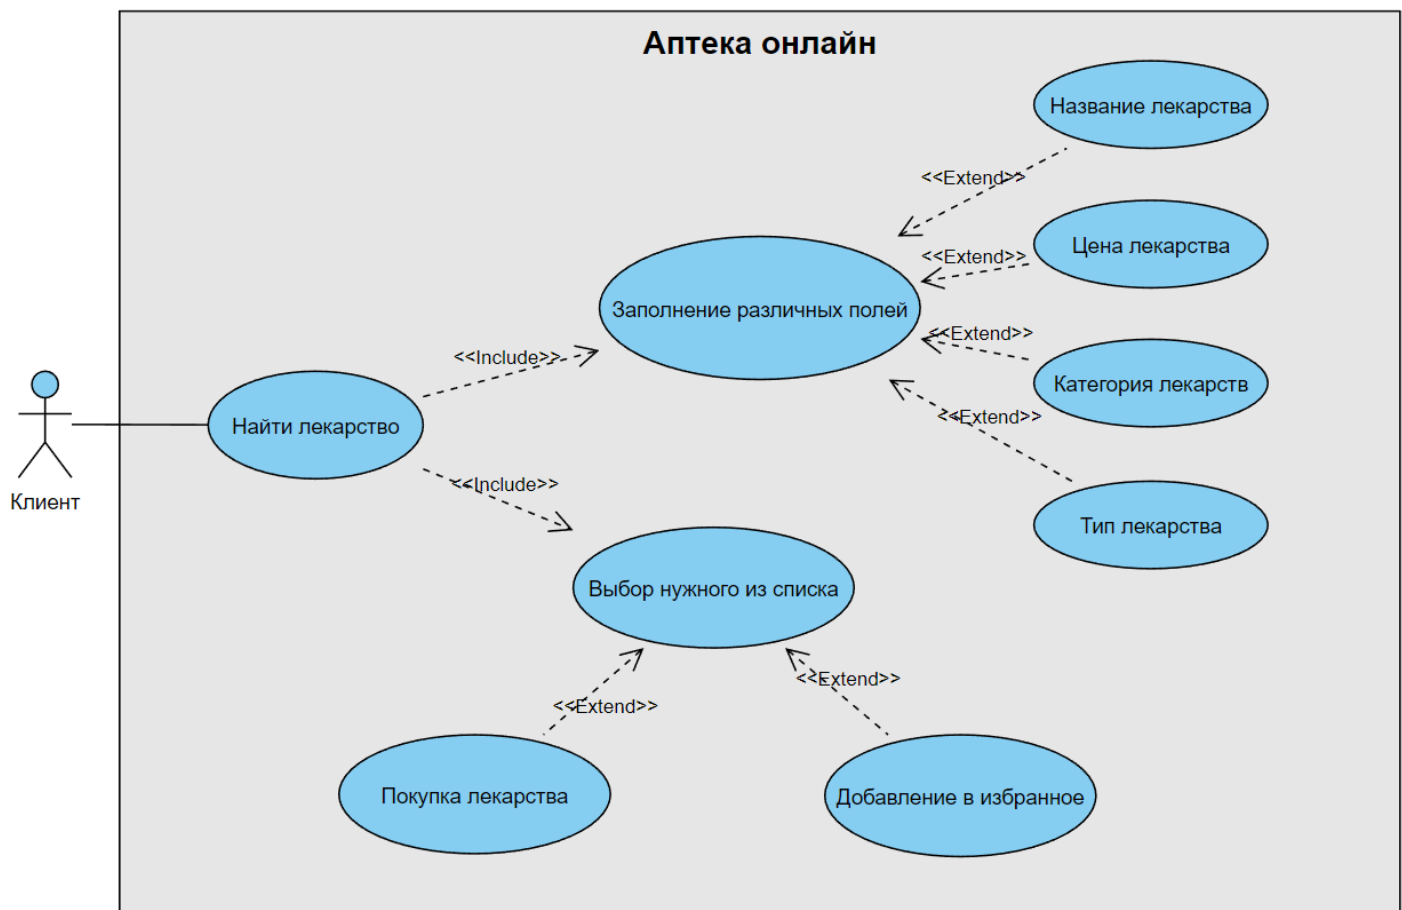 Аптека онлайн
Название лекарства
<<Extend>>
Цена лекарства
<<Extend>>
Заполнение различных полей
<<Extend>>
<<Include>>
Категория лекарств
<<Extend>>
Найти лекарство
<<Include>>
Клиент
Тип лекарства
Выбор нужного из списка
<<Extend>>
<<Extend>>
Покупка лекарства
Добавление в избранное